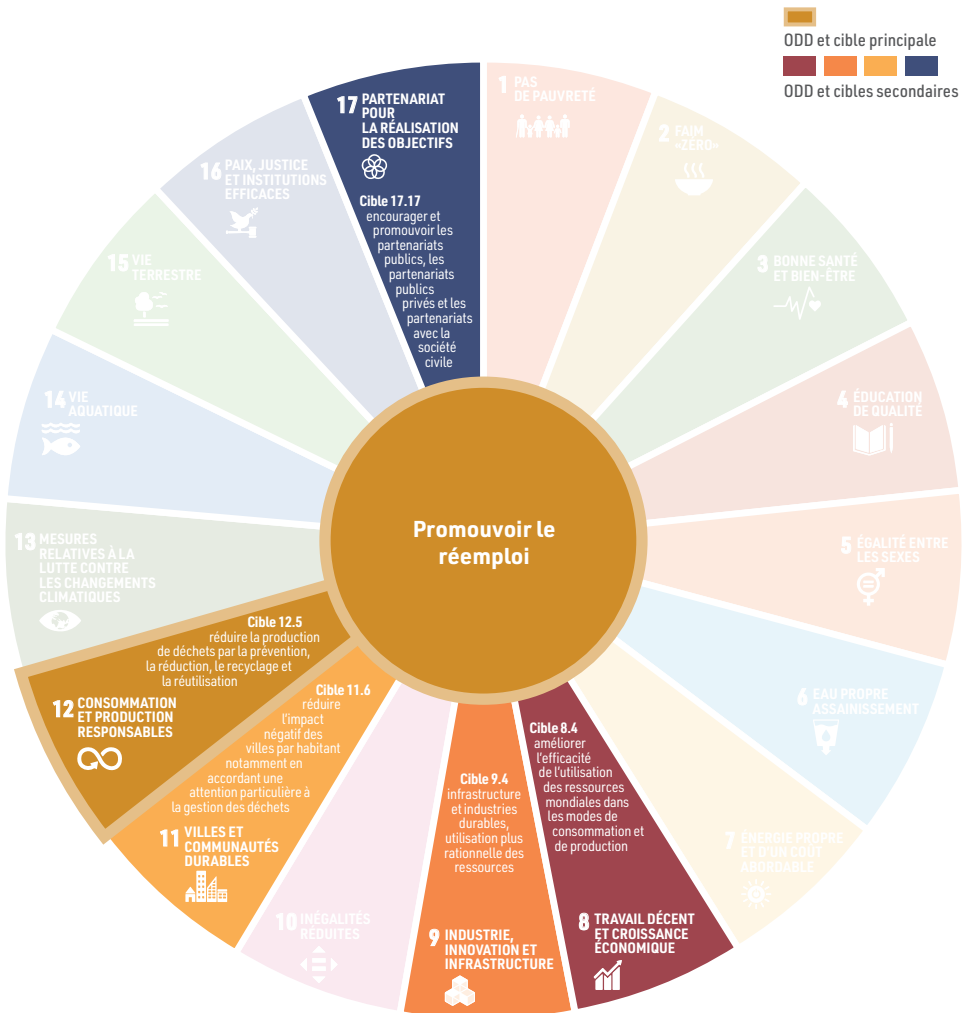 ODD et cible principale
ODD et cibles secondaires
1 PAS
DE PAUVRETÉ
2 FAIM
«ZÉRO»
3 BONNE SANTÉ
ET BIEN-ÊTRE
4 ÉDUCATION
DE QUALITÉ
5 ÉGALITÉ ENTRE
LES SEXES
6 EAU PROPRE
ASSAINISSEMENT
7 ÉNERGIE PROPRE
ET D'UN COÛT
ABORDABLE
Cible 8.4
améliorer
l'efficacité
de l'utilisation
des ressources
mondiales dans
les modes de
consommation et
de production
8 TRAVAIL DÉCENT
ET CROISSANCE
ÉCONOMIQUE
Cible 9.4
infrastructure
et industries
durables,
utilisation plus
rationnelle des
ressources
9 INDUSTRIE,
INNOVATION ET
INFRASTRUCTURE
10 INÉGALITÉS
RÉDUITES
Cible 11.6
réduire
l'impact
négatif des
villes par habitant
notamment en
accordant une
attention particulière à
la gestion des déchets
11 VILLES ET
COMMUNAUTÉS
DURABLES
Cible 12.5
réduire la production
de déchets par la prévention,
la réduction, le recyclage et
la réutilisation
12 CONSOMMATION
ET PRODUCTION
RESPONSABLES
13 MESURES
RELATIVES À LA
LUTTE CONTRE
LES CHANGEMENTS
CLIMATIQUES
14 VIE
AQUATIQUE
15 VIE
TERRESTRE
16 PAIX, JUSTICE
ET INSTITUTIONS
EFFICACES
17 PARTENARIAT
POUR
LA RÉALISATION
DES OBJECTIFS
Cible 17.17
encourager et
promouvoir les
partenariats
publics, les
partenariats
publics
privés et les
partenariats
avec la
société
civile
Promouvoir le
réemploi